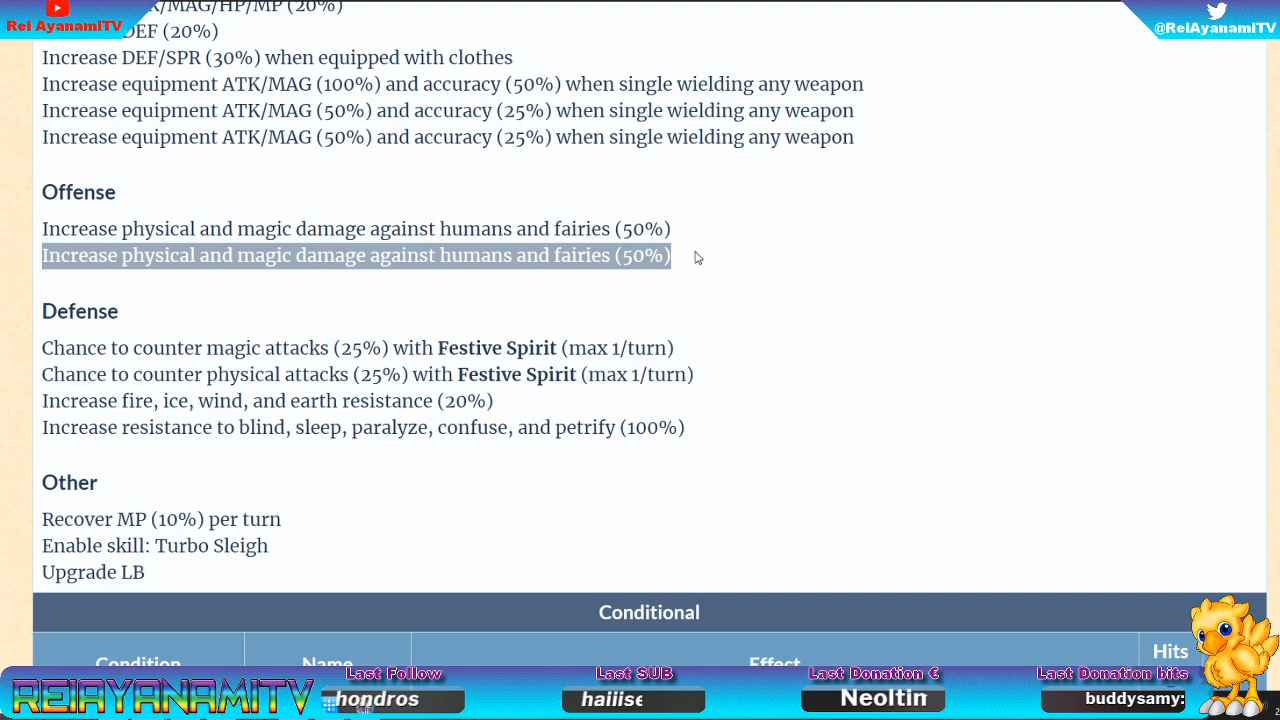 Rei AyanamiTV
@ReiAyanamiTV
/MAG/HP/MP (20%)
DEF (20%)
Increase DEF/SPR (30%) when equipped with clothes
Increase equipment ATK/MAG (100%) and accuracy (50%) when single wielding any weapon
Increase equipment ATK/MAG (50%) and accuracy (25%) when single wielding any weapon
Increase equipment ATK/MAG (50%) and accuracy (25%) when single wielding any weapon
Offense
Increase physical and magic damage against humans and fairies (50%)
Increase physical and magic damage against humans and fairies (50%)
Defense
Chance to counter magic attacks (25%) with Festive Spirit (max 1/turn)
Chance to counter physical attacks (25%) with Festive Spirit (max 1/turn)
Increase fire, ice, wind, and earth resistance (20%)
Increase resistance to blind, sleep, paralyze, confuse, and petrify (100%)
Other
Recover MP (10%) per turn
Enable skill: Turbo Sleigh
Upgrade LB
Conditional
Condition Name Effect Hits
Last Follow Last SUB Last Donation € Last Donation bits
REIAYANAMITV hondros haiiise Neoltin buddysamy: